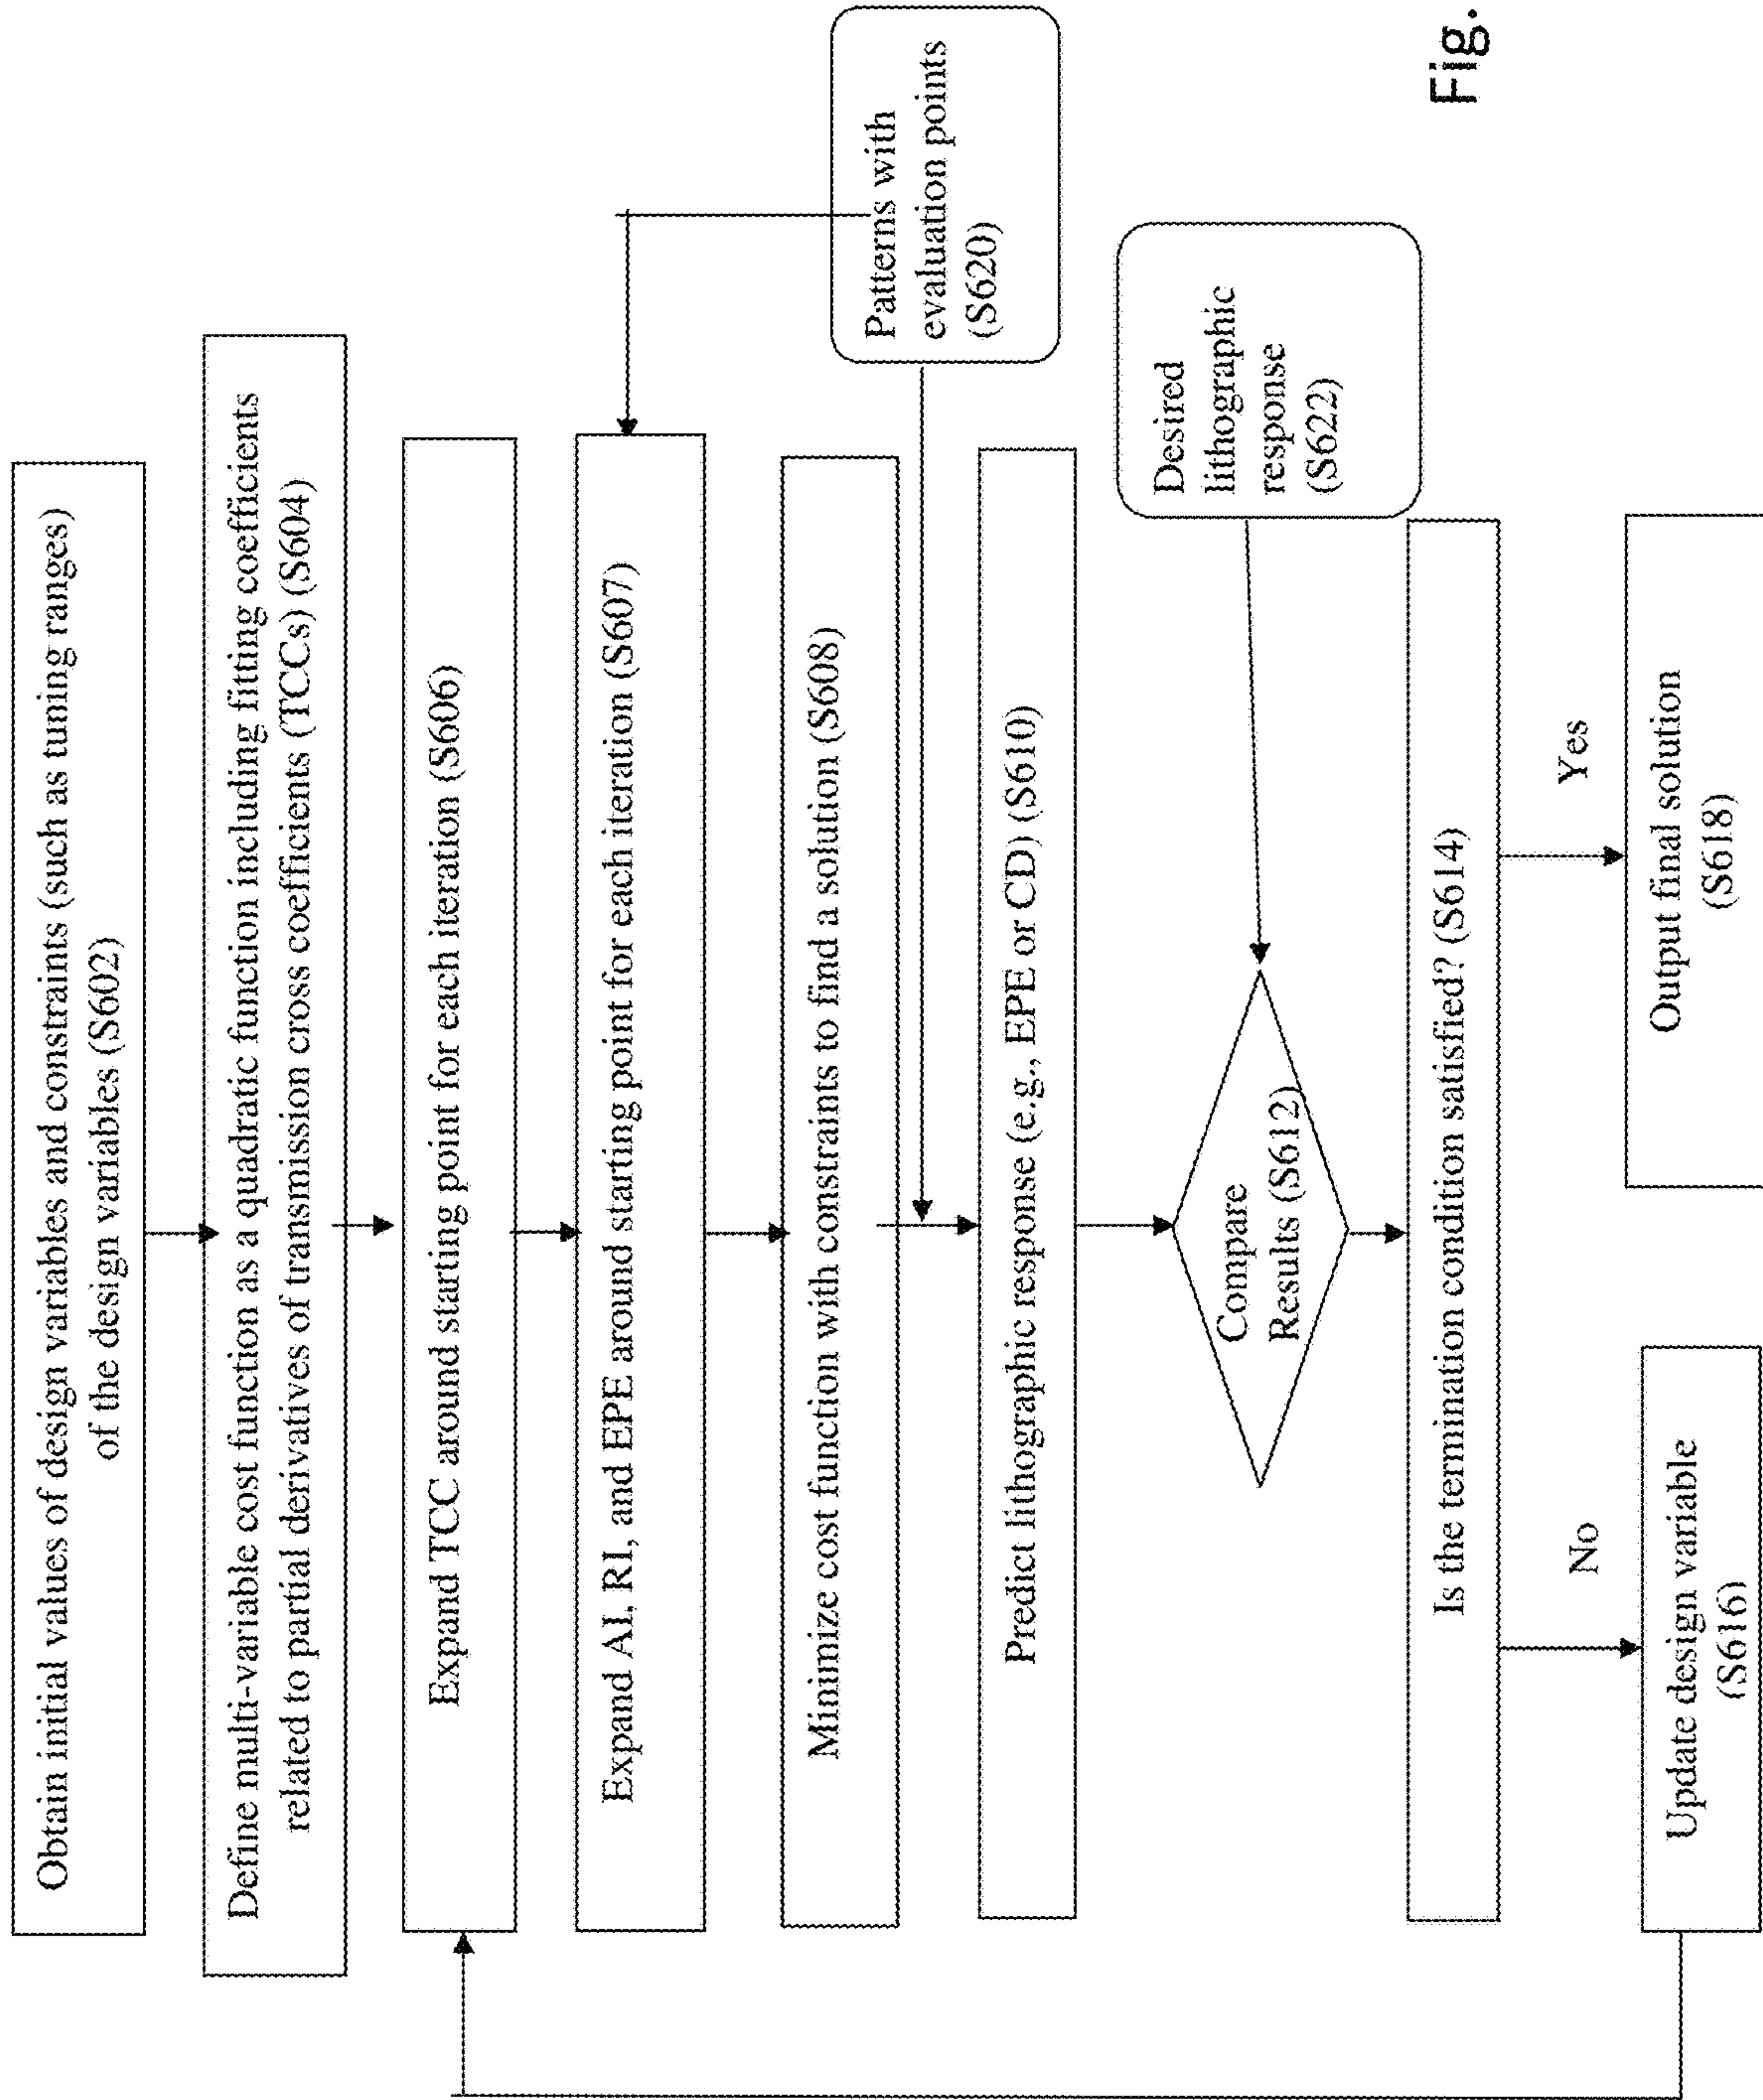 Obtain initial values of design variables and constraints (such as tuning ranges)
of the design variables (S602)
Define multi-variable cost function as a quadratic function including fitting coefficients
related to partial derivatives of transmission cross coefficients (TCCs) (S604)
Expand TCC around starting point for each iteration (S606)
Expand AI, RI, and EPE around starting point for each iteration (S607)
Patterns with
evaluation points
(S620)
Minimize cost function with constraints to find a solution (S608)
Predict lithographic response (e.g., EPE or CD) (S610)
Desired
lithographic
response
(S622)
Compare
Results (S612)
Is the termination condition satisfied? (S614)
No
Yes
Update design variable
(S616)
Output final solution
(S618)
Fig.